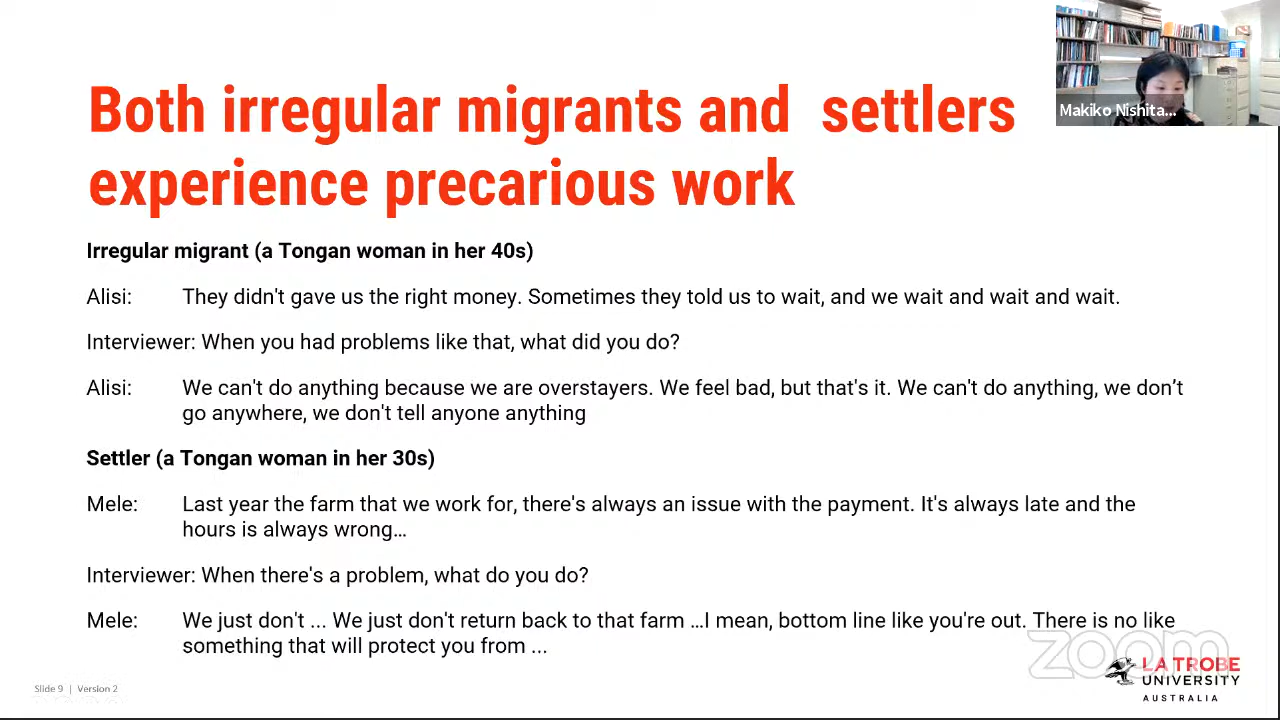 Both irregular migrants and settlers
experience precarious work
Makiko Nishita...
Irregular migrant (a Tongan woman in her 40s)
Alisi: They didn't gave us the right money. Sometimes they told us to wait, and we wait and wait and wait.
Interviewer: When you had problems like that, what did you do?
Alisi: We can't do anything because we are overstayers. We feel bad, but that's it. We can't do anything, we don’t
go anywhere, we don't tell anyone anything
Settler (a Tongan woman in her 30s)
Mele: Last year the farm that we work for, there's always an issue with the payment. It's always late and the
hours is always wrong…
Interviewer: When there's a problem, what do you do?
Mele: We just don't ... We just don't return back to that farm …I mean, bottom line like you're out. There is no like
something that will protect you from ...
zoom
LA TROBE
UNIVERSITY
AUSTRALIA
Slide 9 | Version 2